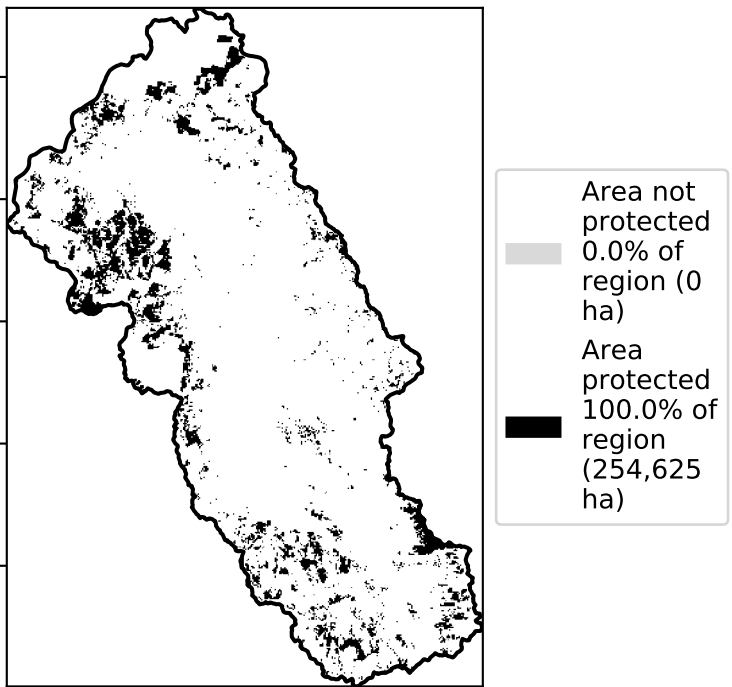 Area not
protected
0.0% of
region (0
ha)
Area
protected
100.0% of
region
(254,625
ha)